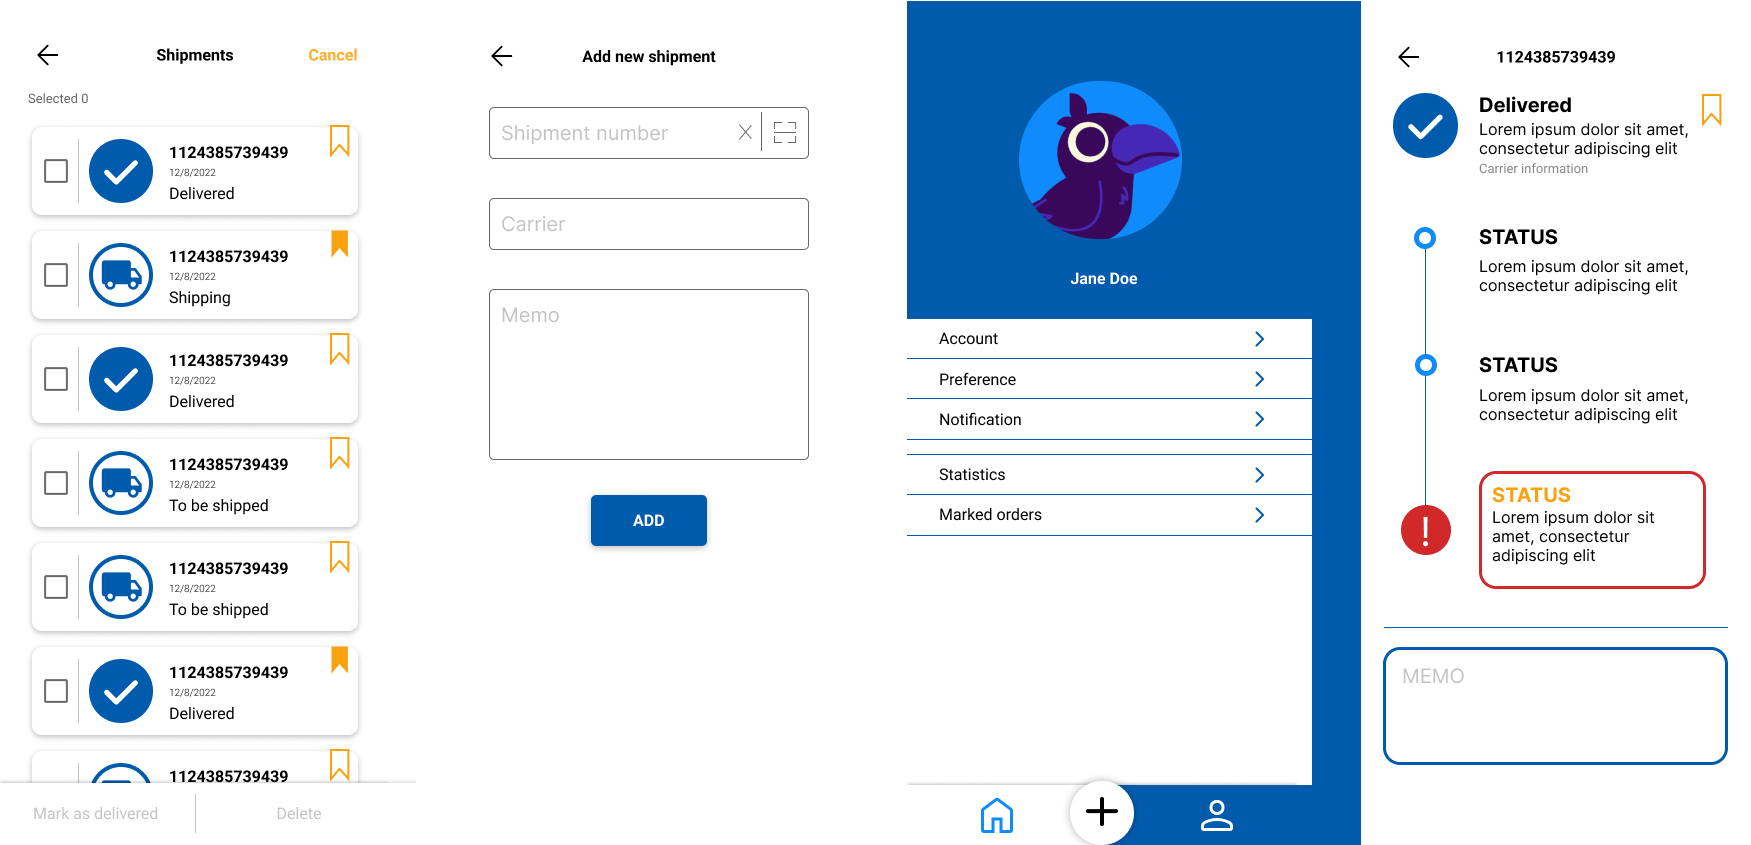 Shipments
Cancel
Selected 0
1124385739439
12/8/2022
Delivered
1124385739439
12/8/2022
Shipping
1124385739439
12/8/2022
Delivered
1124385739439
12/8/2022
To be shipped
1124385739439
12/8/2022
To be shipped
1124385739439
12/8/2022
Delivered
1124385739439
Mark as delivered
Delete
Add new shipment
Shipment number
Carrier
Memo
ADD
Jane Doe
Account
Preference
Notification
Statistics
Marked orders
1124385739439
Delivered
Lorem ipsum dolor sit amet,
consectetur adipiscing elit
Carrier information
STATUS
Lorem ipsum dolor sit amet,
consectetur adipiscing elit
STATUS
Lorem ipsum dolor sit amet,
consectetur adipiscing elit
STATUS
Lorem ipsum dolor sit
amet, consectetur
adipiscing elit
MEMO